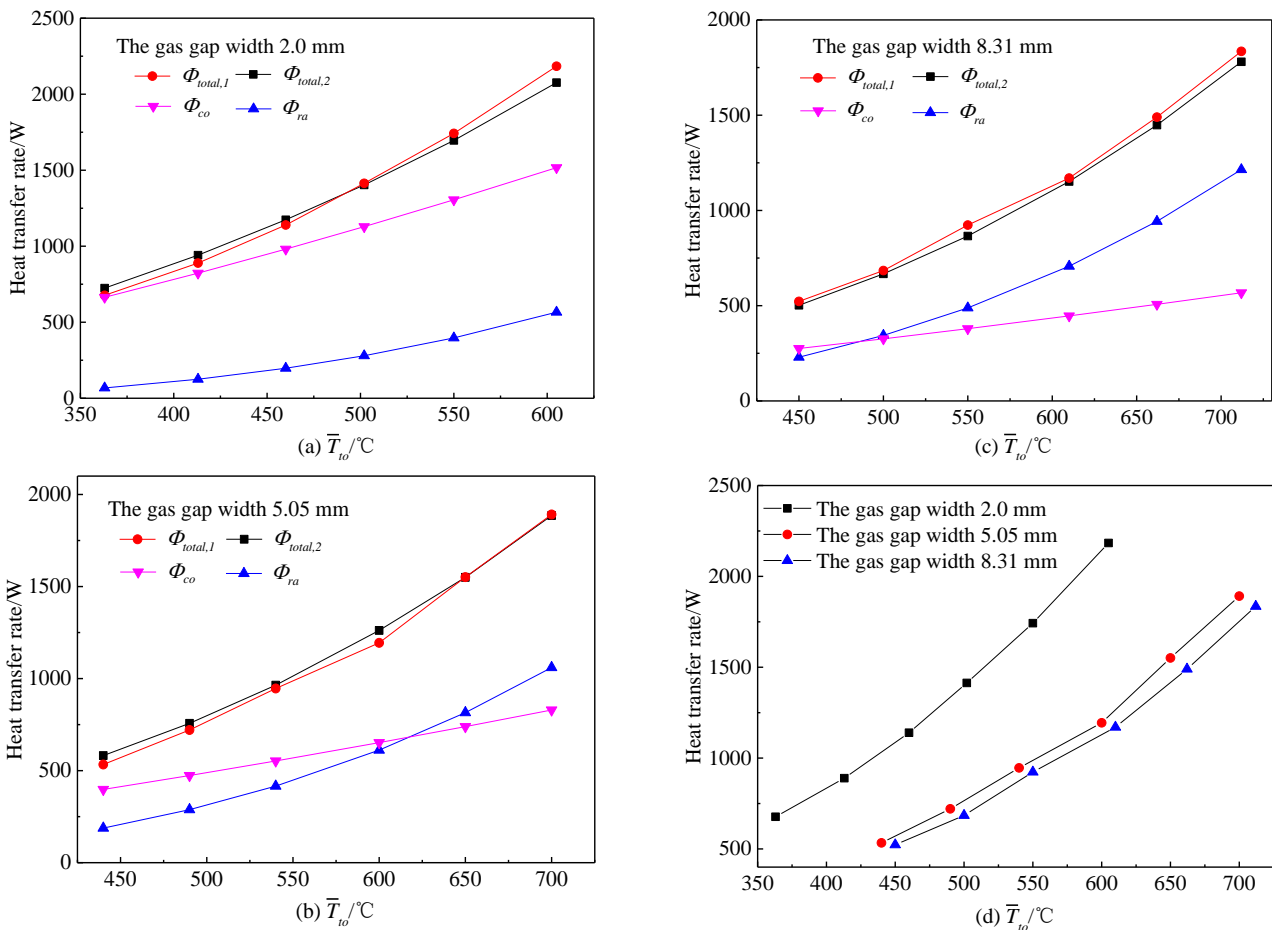 2500
2000
1500
1000
500
0
Heat transfer rate/W
The gas gap width 2.0 mm
Φtotal,1 Φtotal,2
Φco Φra
350 400 450 500 550 600
(a) T̅to/℃
2000
1500
1000
500
0
Heat transfer rate/W
The gas gap width 8.31 mm
Φtotal,1 Φtotal,2
Φco Φra
450 500 550 600 650 700
(c) T̅to/℃
2000
1500
1000
500
0
Heat transfer rate/W
The gas gap width 5.05 mm
Φtotal,1 Φtotal,2
Φco Φra
450 500 550 600 650 700
(b) T̅to/℃
2500
2000
1500
1000
500
Heat transfer rate/W
The gas gap width 2.0 mm
The gas gap width 5.05 mm
The gas gap width 8.31 mm
350 400 450 500 550 600 650 700
(d) T̅to/℃